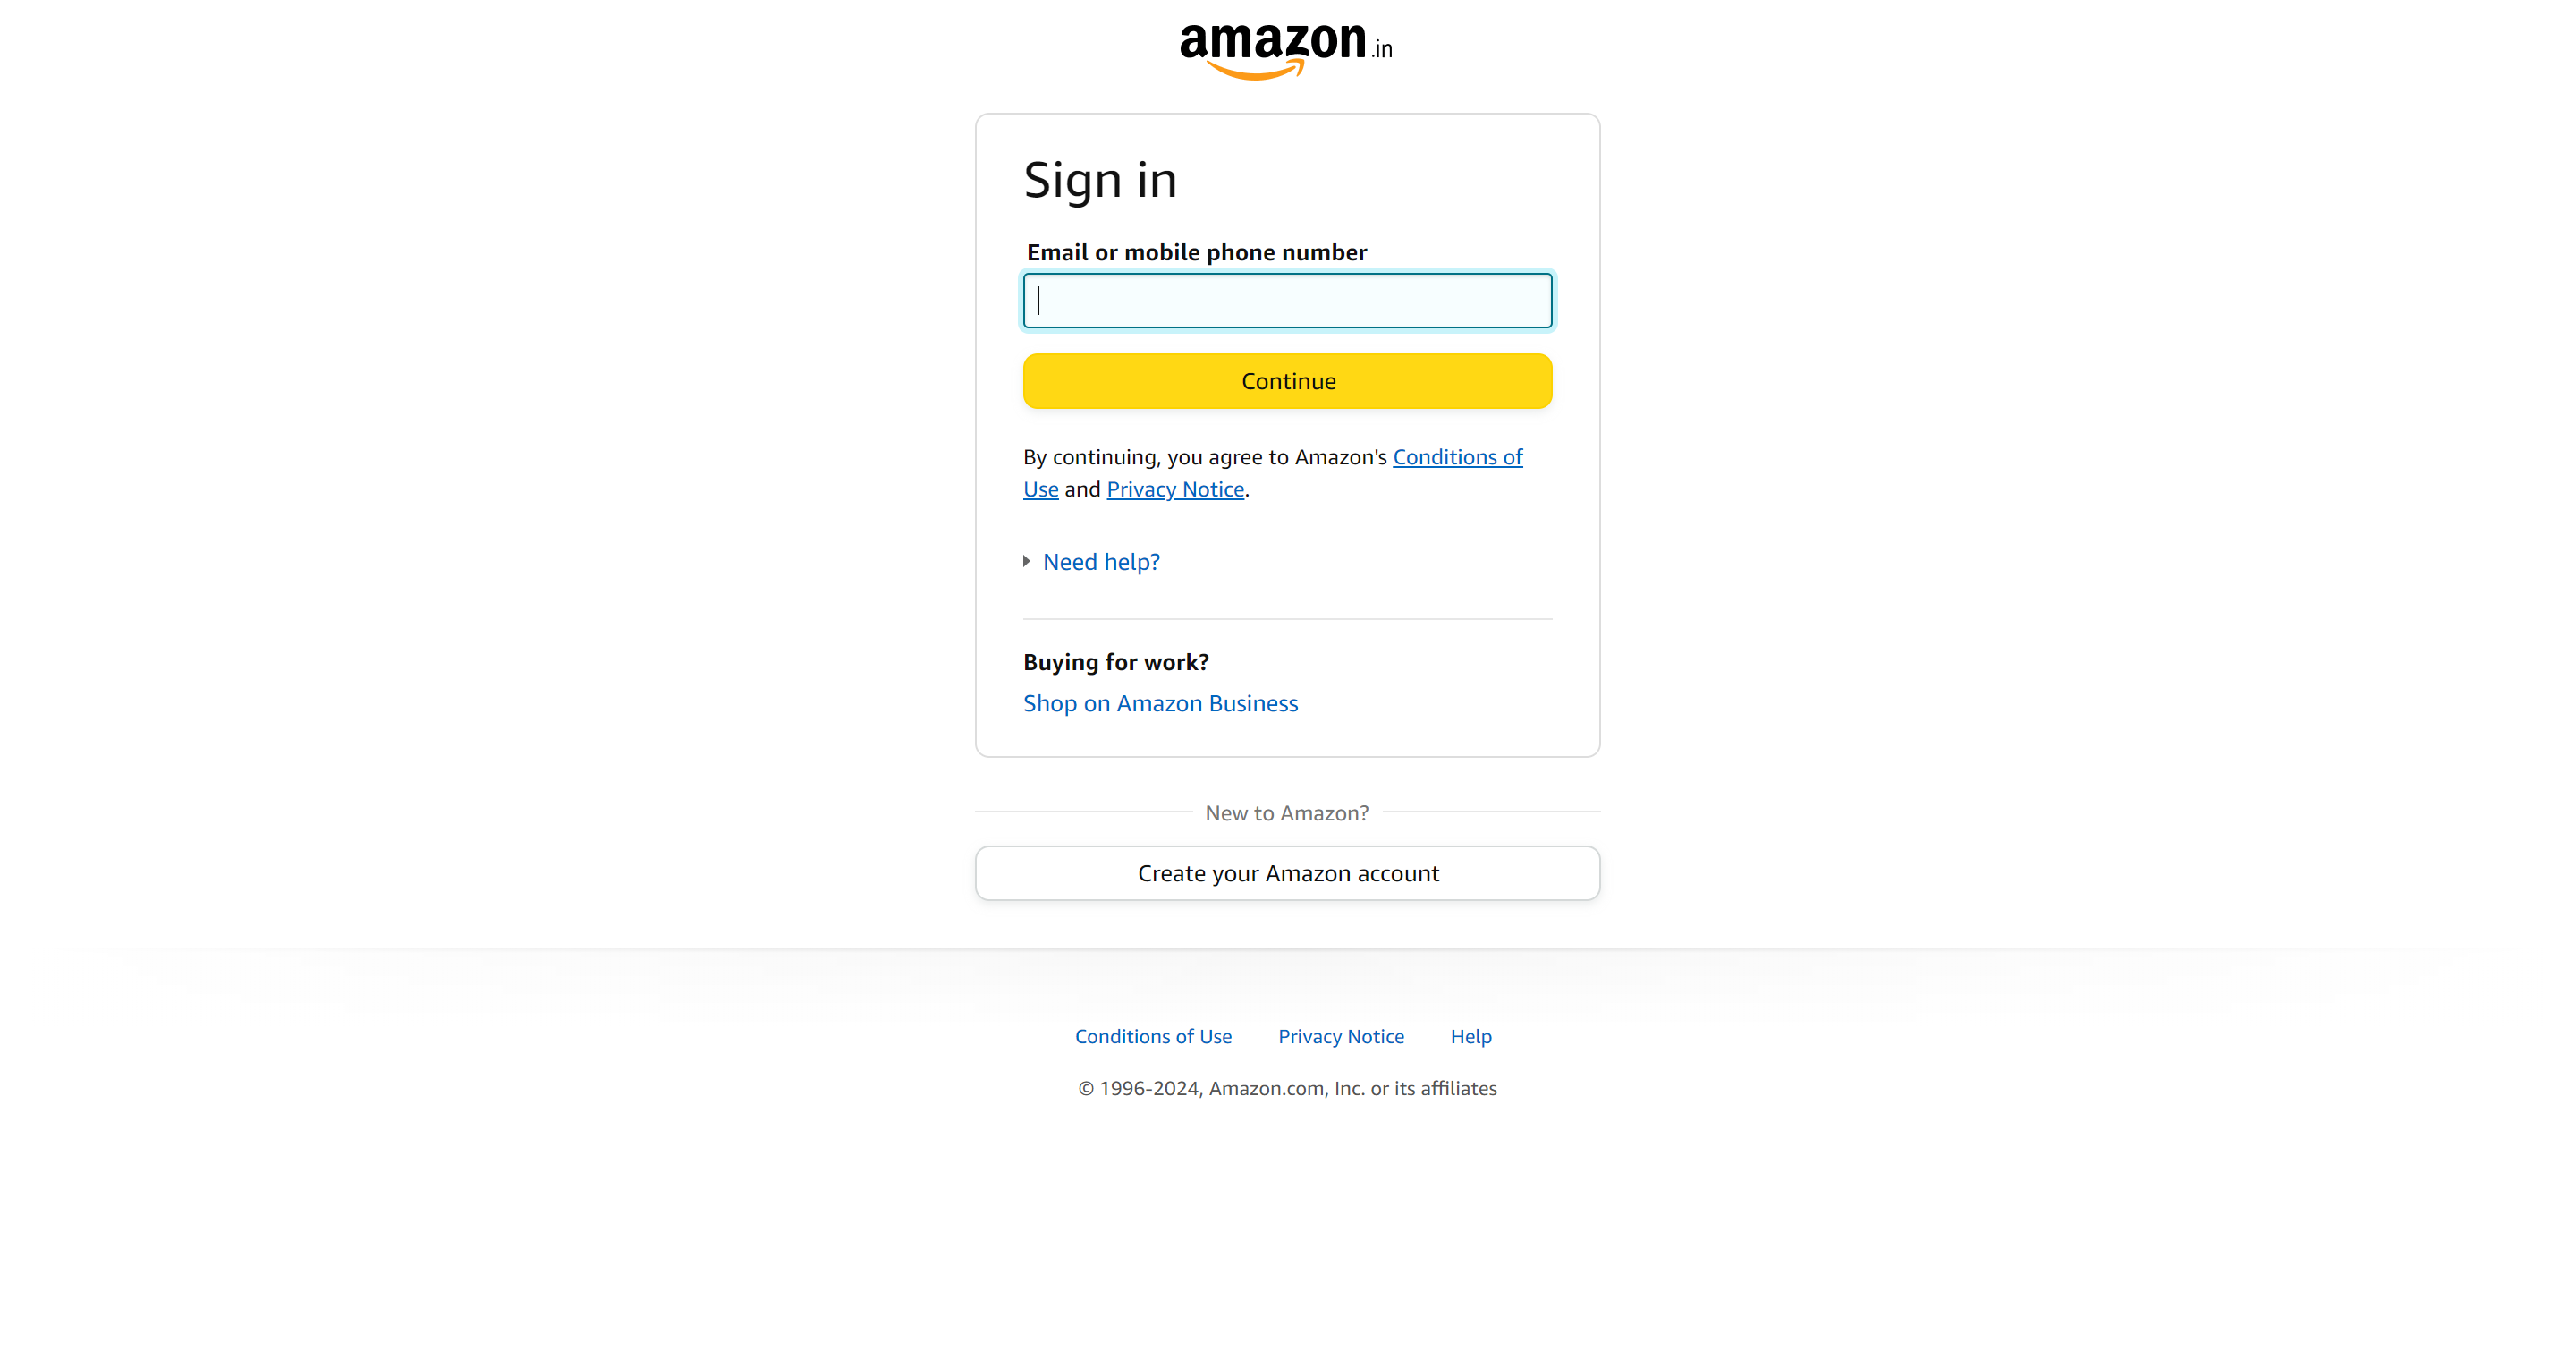 amazon.in
Sign in
Email or mobile phone number
Continue
By continuing, you agree to Amazon's Conditions of
Use and Privacy Notice.
Need help?
Buying for work?
Shop on Amazon Business
New to Amazon?
Create your Amazon account
Conditions of Use Privacy Notice Help
© 1996-2024, Amazon.com, Inc. or its affiliates